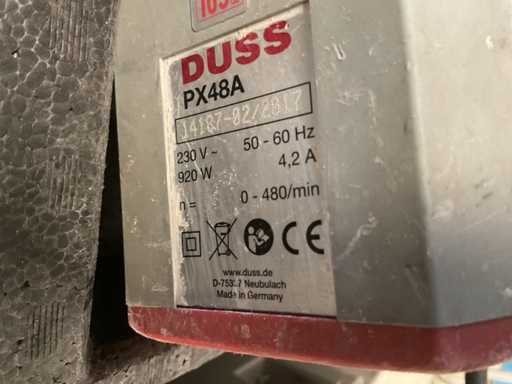 DUSS
PX48A
14187-02/2017
230 V ~ 50 - 60 Hz
920 W 4,2 A
n = 0 - 480/min
CE
www.duss.de
Neubulach
Made in Germany